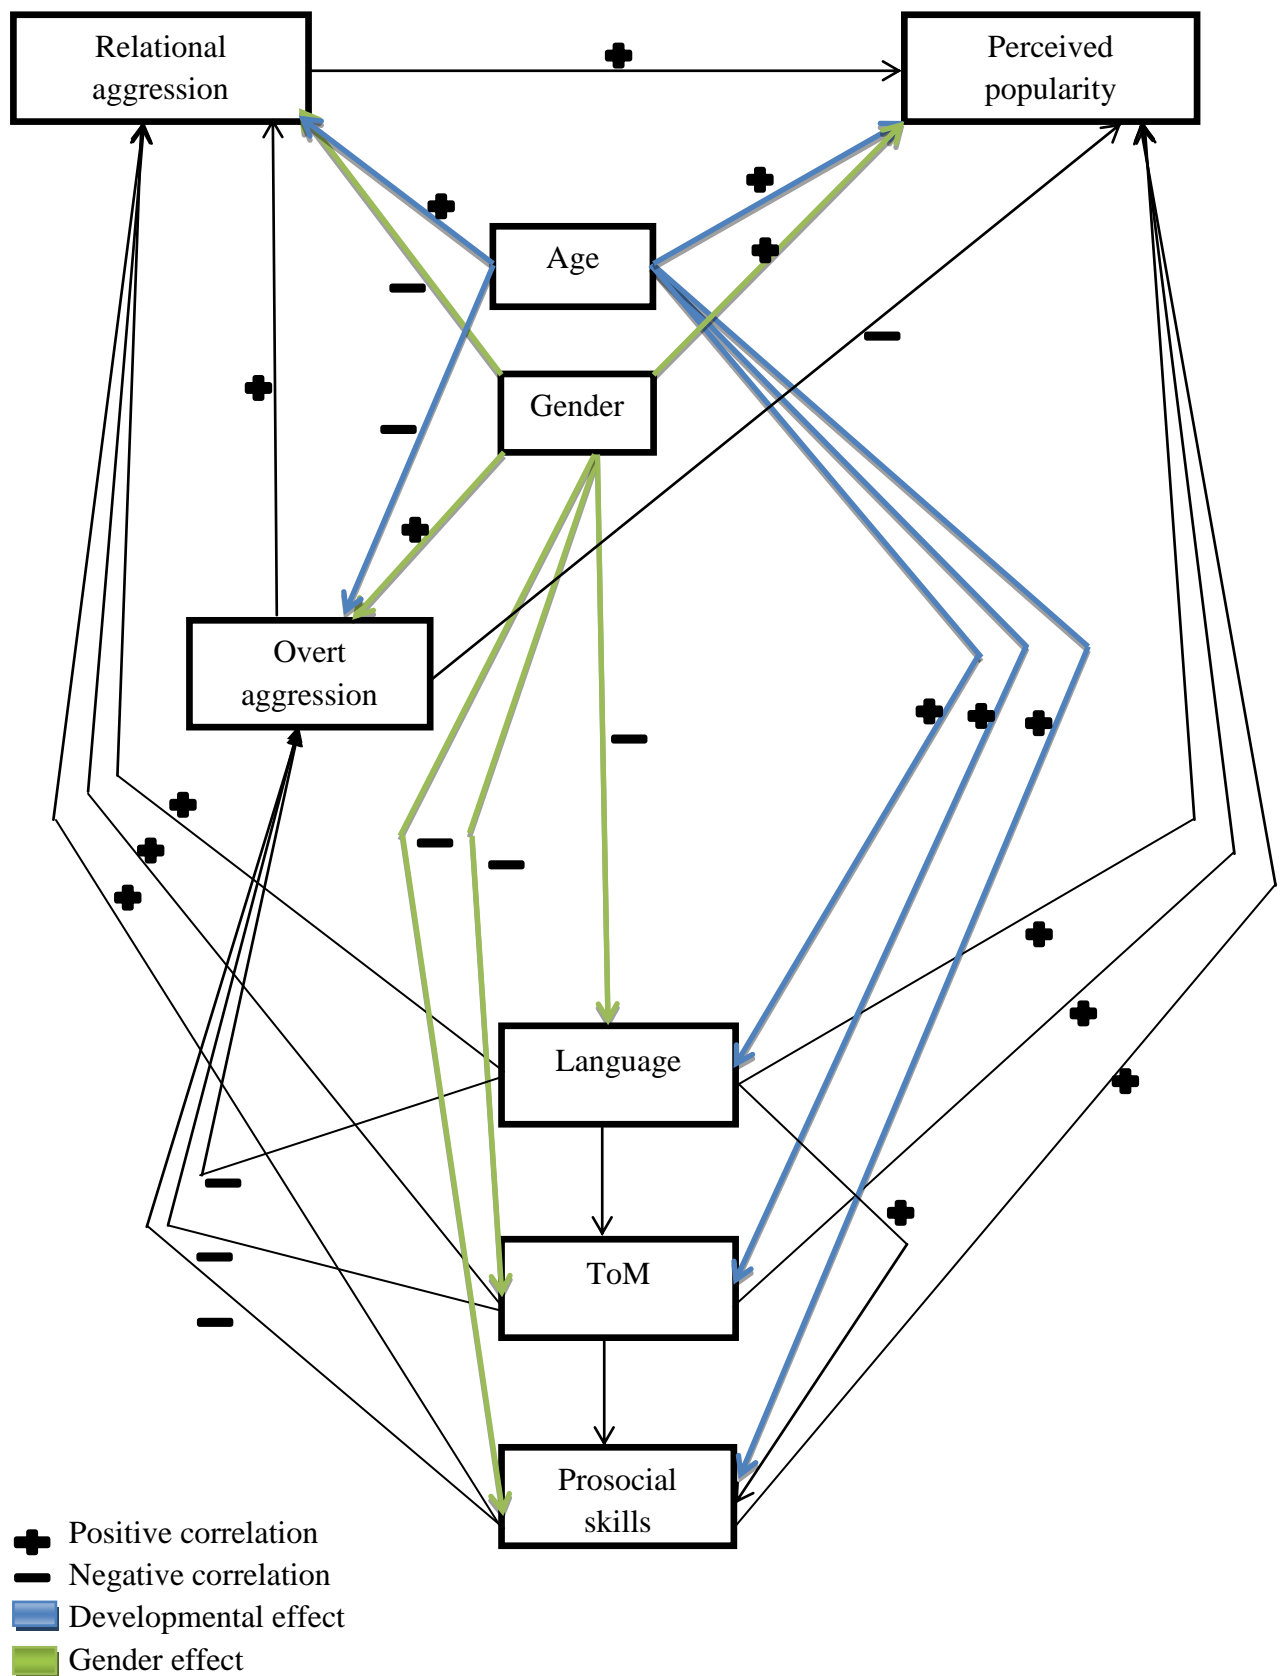 Relational
aggression
Perceived
popularity
Age
Gender
Overt
aggression
Language
ToM
Prosocial
skills
Positive correlation
Negative correlation
Developmental effect
Gender effect